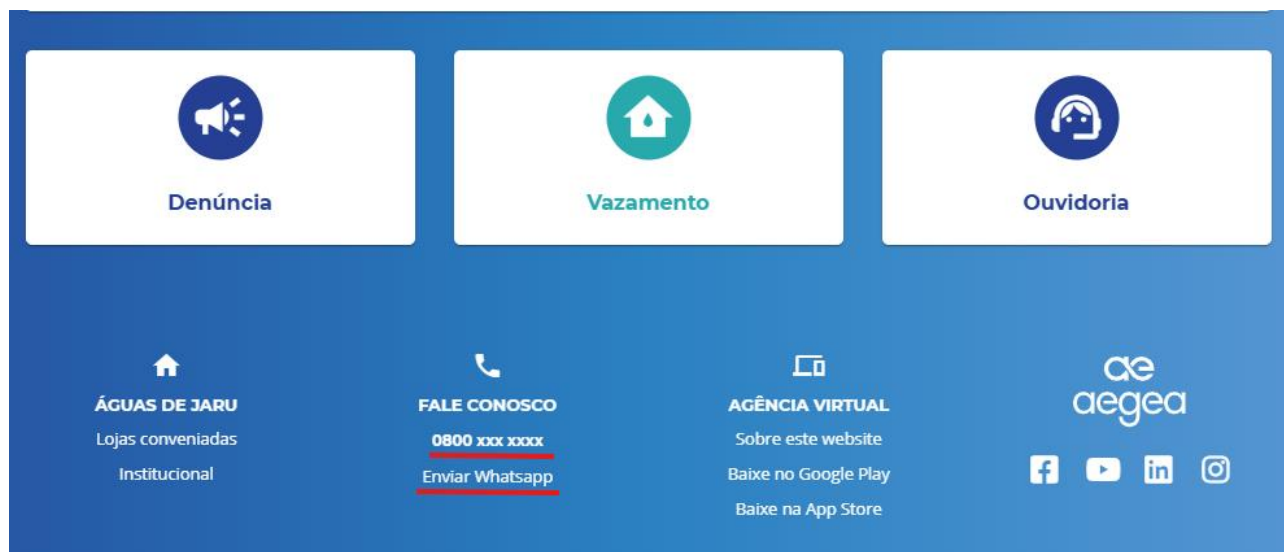 Denúncia
Vazamento
Ouvidoria
ÁGUAS DE JARU
Lojas conveniadas
Institucional
FALE CONOSCO
0800 xxx xxxx
Enviar Whatsapp
AGÊNCIA VIRTUAL
Sobre este website
Baixe no Google Play
Baixe na App Store
ae
aegea
in